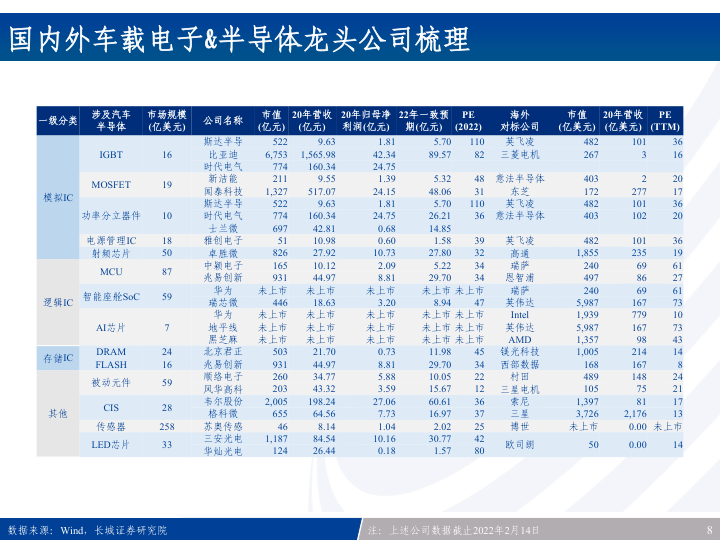 国内外车载电子&半导体龙头公司梳理
一级分类 涉及汽车半导体 市场规模(亿美元) 公司名称 市值(亿元) 20年营收(亿元) 20年归母净利润(亿元) 22年一致预期(亿元) PE(2022) 海外对标公司 市值(亿美元) 20年营收(亿美元) PE(TTM)
模拟IC IGBT 16 斯达半导 522 9.63 1.81 5.70 110 英飞凌 482 101 36
比亚迪 6,753 1,565.98 42.34 89.57 82 三菱电机 267 3 16
时代电气 774 160.34 24.75
MOSFET 19 新洁能 211 9.55 1.39 5.32 48 意法半导体 403 2 20
闻泰科技 1,327 517.07 24.15 48.06 31 东芝 172 277 17
功率分立器件 10 斯达半导 522 9.63 1.81 5.70 110 英飞凌 482 101 36
时代电气 774 160.34 24.75 26.21 36 意法半导体 403 102 20
士兰微 697 42.81 0.68 14.85
电源管理IC 18 雅创电子 51 10.98 0.60 1.58 39 英飞凌 482 101 36
射频芯片 50 卓胜微 826 27.92 10.73 27.80 32 高通 1,855 235 19
逻辑IC MCU 87 中颖电子 165 10.12 2.09 5.22 34 瑞萨 240 69 61
兆易创新 931 44.97 8.81 29.70 34 恩智浦 497 86 27
智能座舱SoC 59 华为 未上市 未上市 未上市 未上市 未上市 瑞萨 240 69 61
瑞芯微 446 18.63 3.20 8.94 47 英伟达 5,987 167 73
AI芯片 7 华为 未上市 未上市 未上市 未上市 未上市 Intel 1,939 779 10
地平线 未上市 未上市 未上市 未上市 未上市 英伟达 5,987 167 73
黑芝麻 未上市 未上市 未上市 未上市 未上市 AMD 1,357 98 43
存储IC DRAM 24 北京君正 503 21.70 0.73 11.98 45 镁光科技 1,005 214 14
FLASH 16 兆易创新 931 44.97 8.81 29.70 34 西部数据 168 167 8
其他 被动元件 59 顺络电子 260 34.77 5.88 10.05 22 村田 489 148 24
风华高科 203 43.32 3.59 15.67 12 三星电机 105 75 21
CIS 28 韦尔股份 2,005 198.24 27.06 60.61 36 索尼 1,397 81 17
格科微 655 64.56 7.73 16.97 37 三星 3,726 2,176 13
传感器 258 苏奥传感 46 8.14 1.04 2.02 25 博世 未上市 0.00 未上市
LED芯片 33 三安光电 1,187 84.54 10.16 30.77 42 欧司朗 50 0.00 14
华灿光电 124 26.44 0.18 1.57 80
数据来源：Wind，长城证券研究院
注：上述公司数据截止2022年2月14日
8